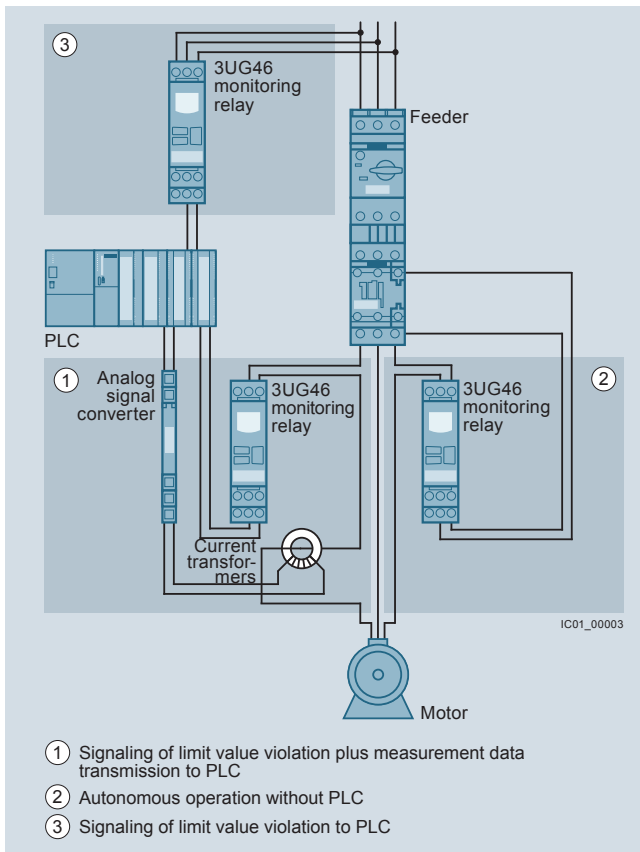 3
3UG46
monitoring
relay
Feeder
PLC
1
Analog
signal
converter
3UG46
monitoring
relay
3UG46
monitoring
relay
2
Current
transfor-
mers
IC01_00003
Motor
1 Signaling of limit value violation plus measurement data
transmission to PLC
2 Autonomous operation without PLC
3 Signaling of limit value violation to PLC